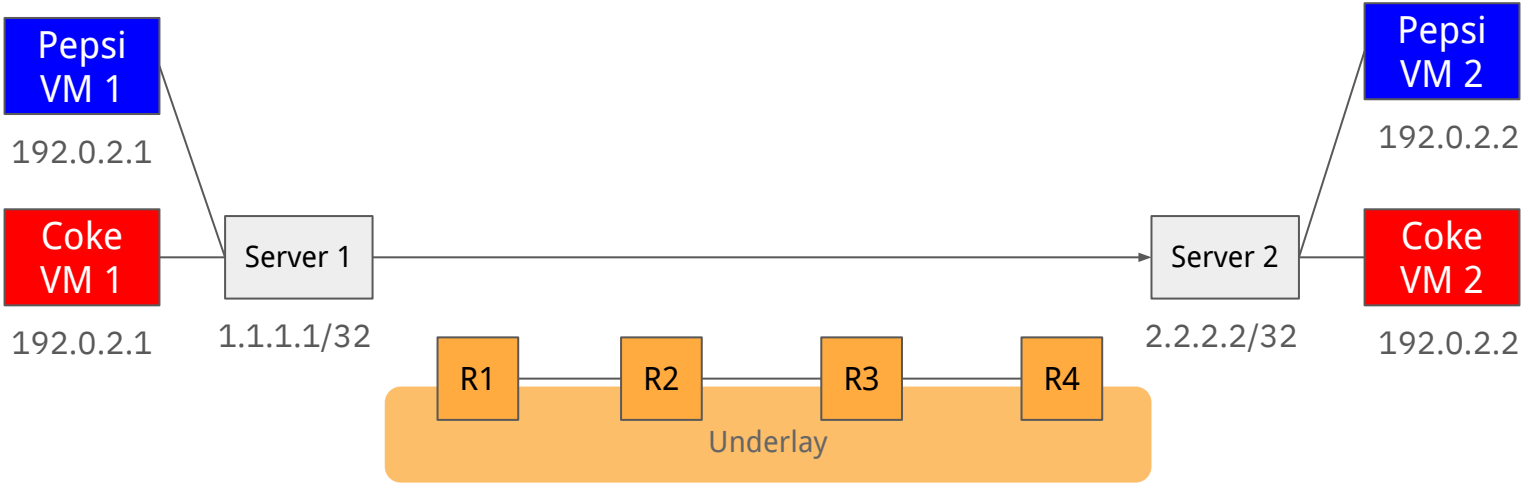 Pepsi
VM 1
192.0.2.1
Pepsi
VM 2
192.0.2.2
Coke
VM 1
192.0.2.1
Server 1
1.1.1.1/32
Server 2
2.2.2.2/32
Coke
VM 2
192.0.2.2
R1
R2
R3
R4
Underlay